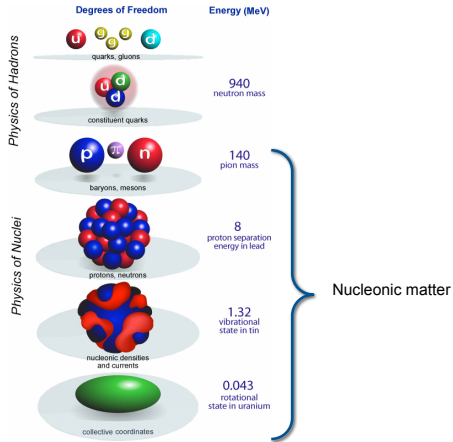 Degrees of Freedom
Energy (MeV)
Physics of Hadrons
u g g g d
quarks, gluons
u d d
constituent quarks
940
neutron mass
Physics of Nuclei
p π n
baryons, mesons
140
pion mass
protons, neutrons
8
proton separation
energy in lead
nucleonic densities
and currents
1.32
vibrational
state in tin
collective coordinates
0.043
rotational
state in uranium
Nucleonic matter